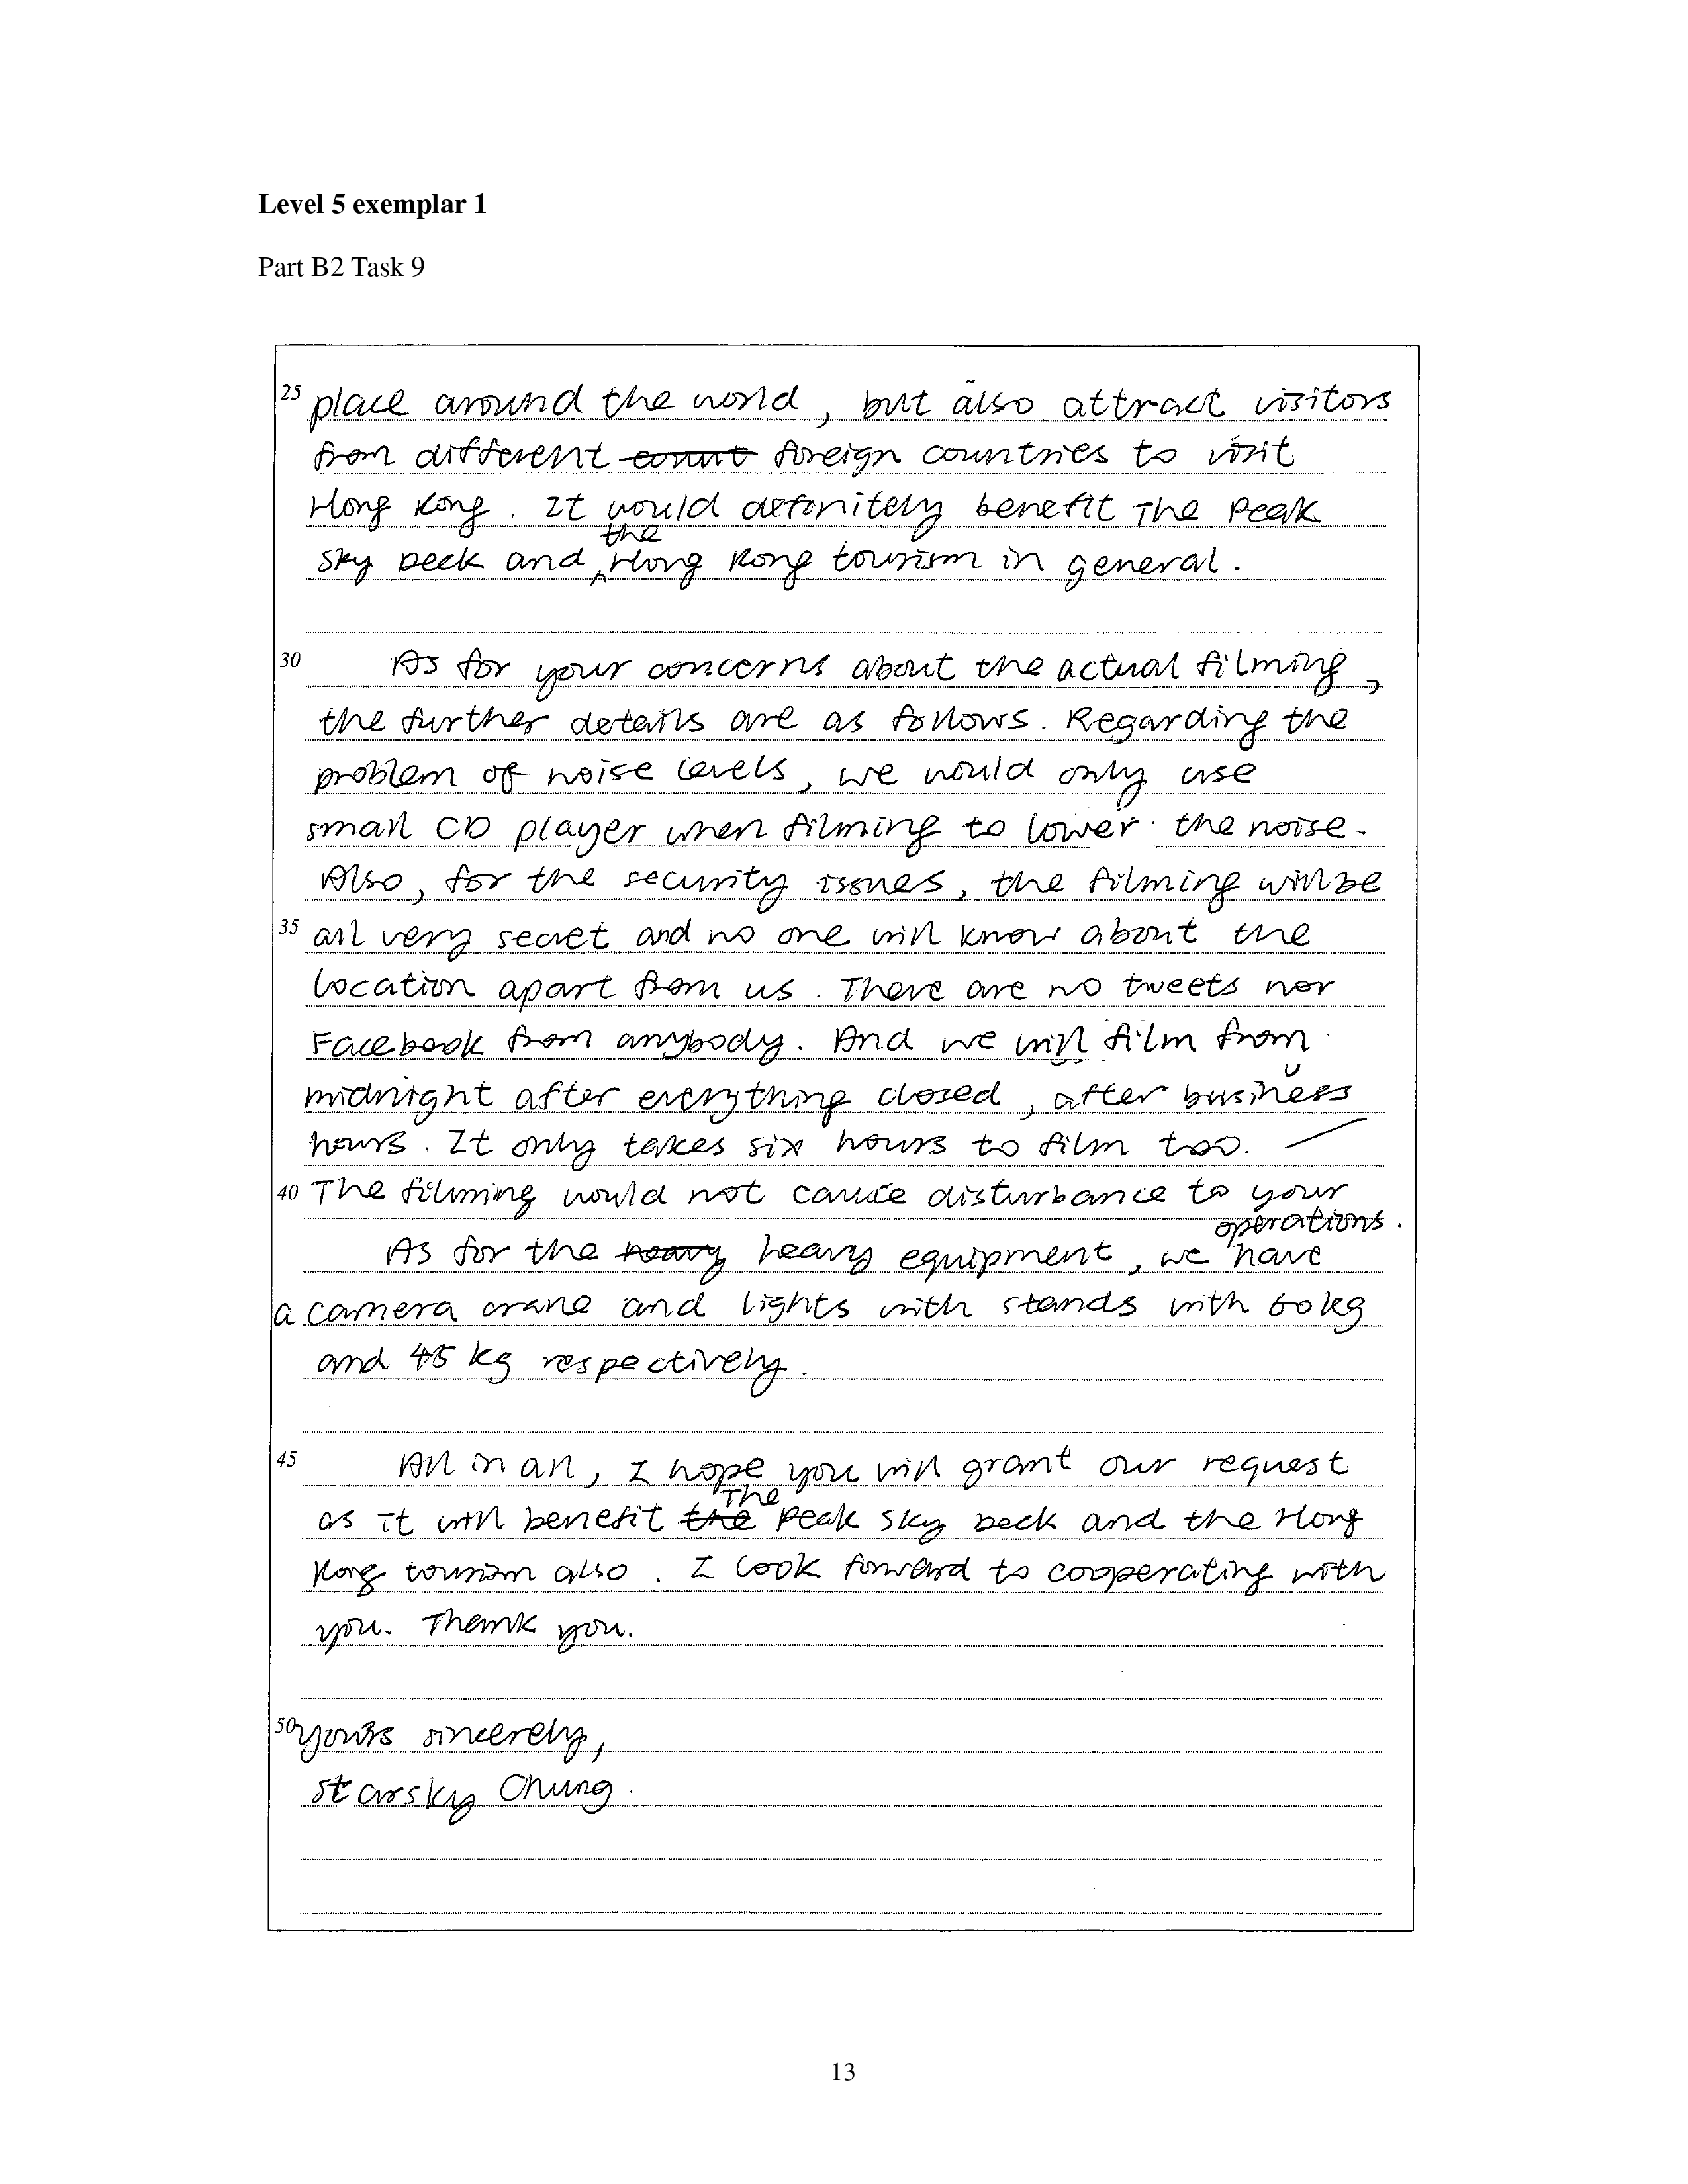 Level 5 exemplar 1
Part B2 Task 9
25 place around the world, but also attract visitors
from different count foreign countries to visit
Hong Kong. It would definitely benefit The Peak
Sky Deck and the Hong Kong tourism in general.
30 As for your concerns about the actual filming,
the further details are as follows. Regarding the
problem of noise levels, we would only use
small CD player when filming to lower the noise.
Also, for the security issues, the filming will be
35 all very secret and no one will know about the
location apart from us. There are no tweets nor
Facebook from anybody. And we will film from
midnight after everything closed, after business
hours. It only takes six hours to film too.
40 The filming would not cause disturbance to your
operations.
As for the heavy heavy equipment, we have
a camera crane and lights with stands with 60kg
and 45 kg respectively.
45 All in all, I hope you will grant our request
as it will benefit the The Peak Sky Deck and the Hong
Kong tourism also. I look forward to cooperating with
you. Thank you.
50 Yours sincerely,
Starsky Chung.
13